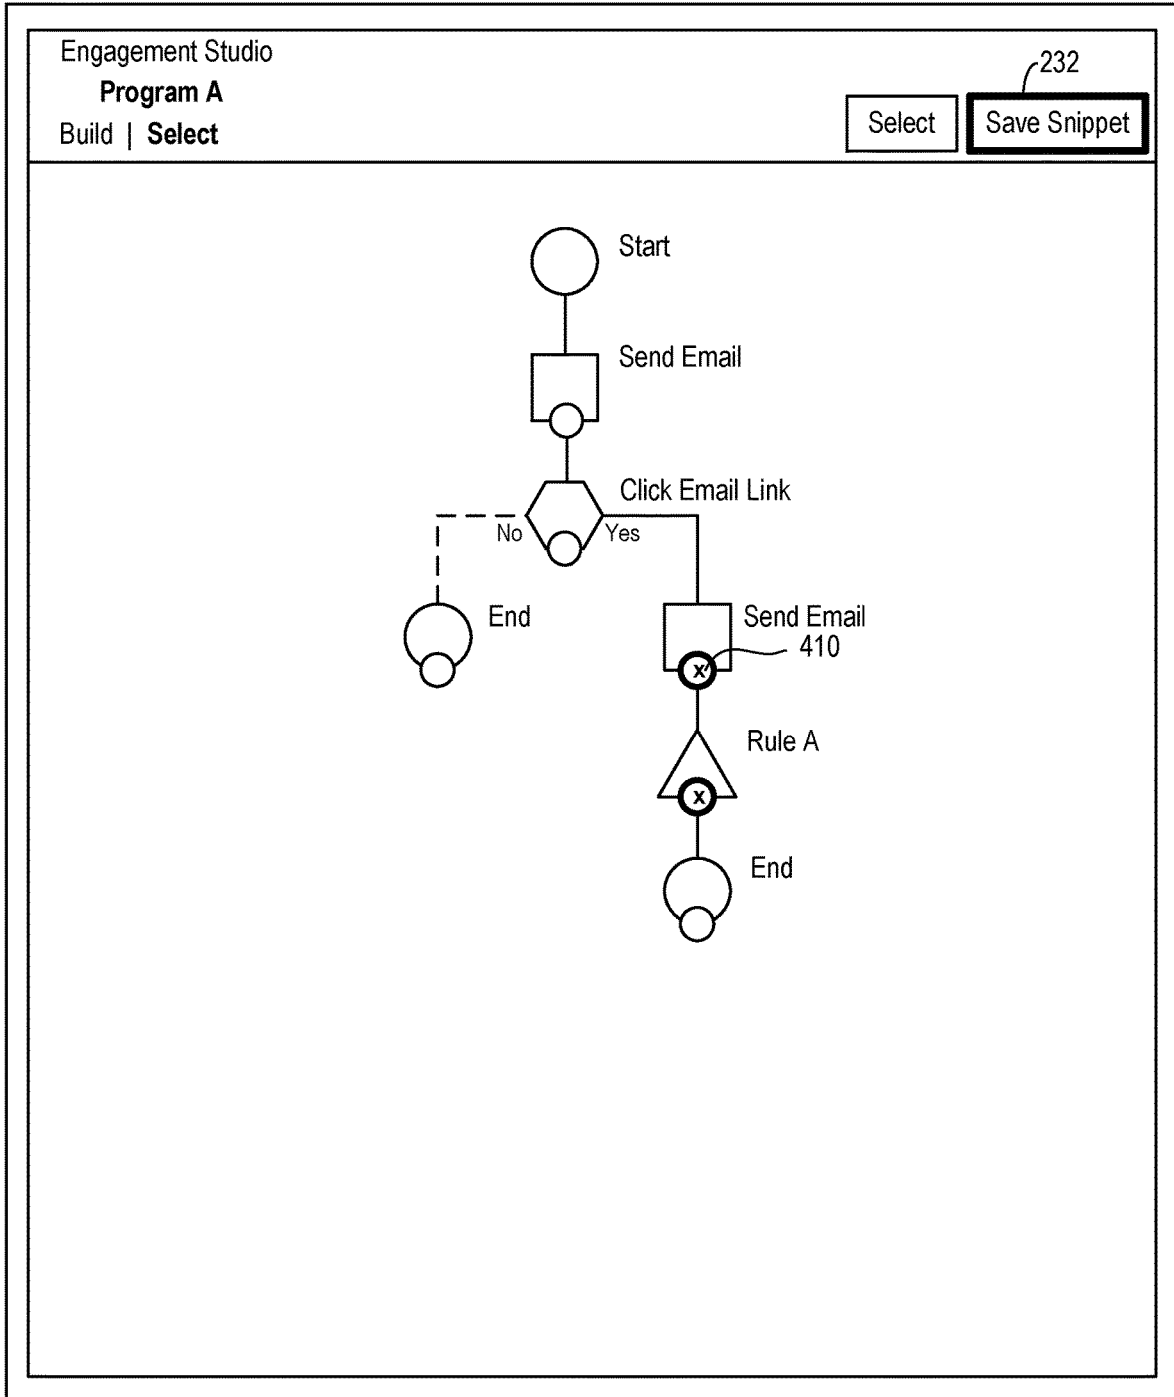 Engagement Studio
Program A
Build | Select
232
Select
Save Snippet
Start
Send Email
Click Email Link
No
Yes
End
Send Email
410
x
Rule A
x
End